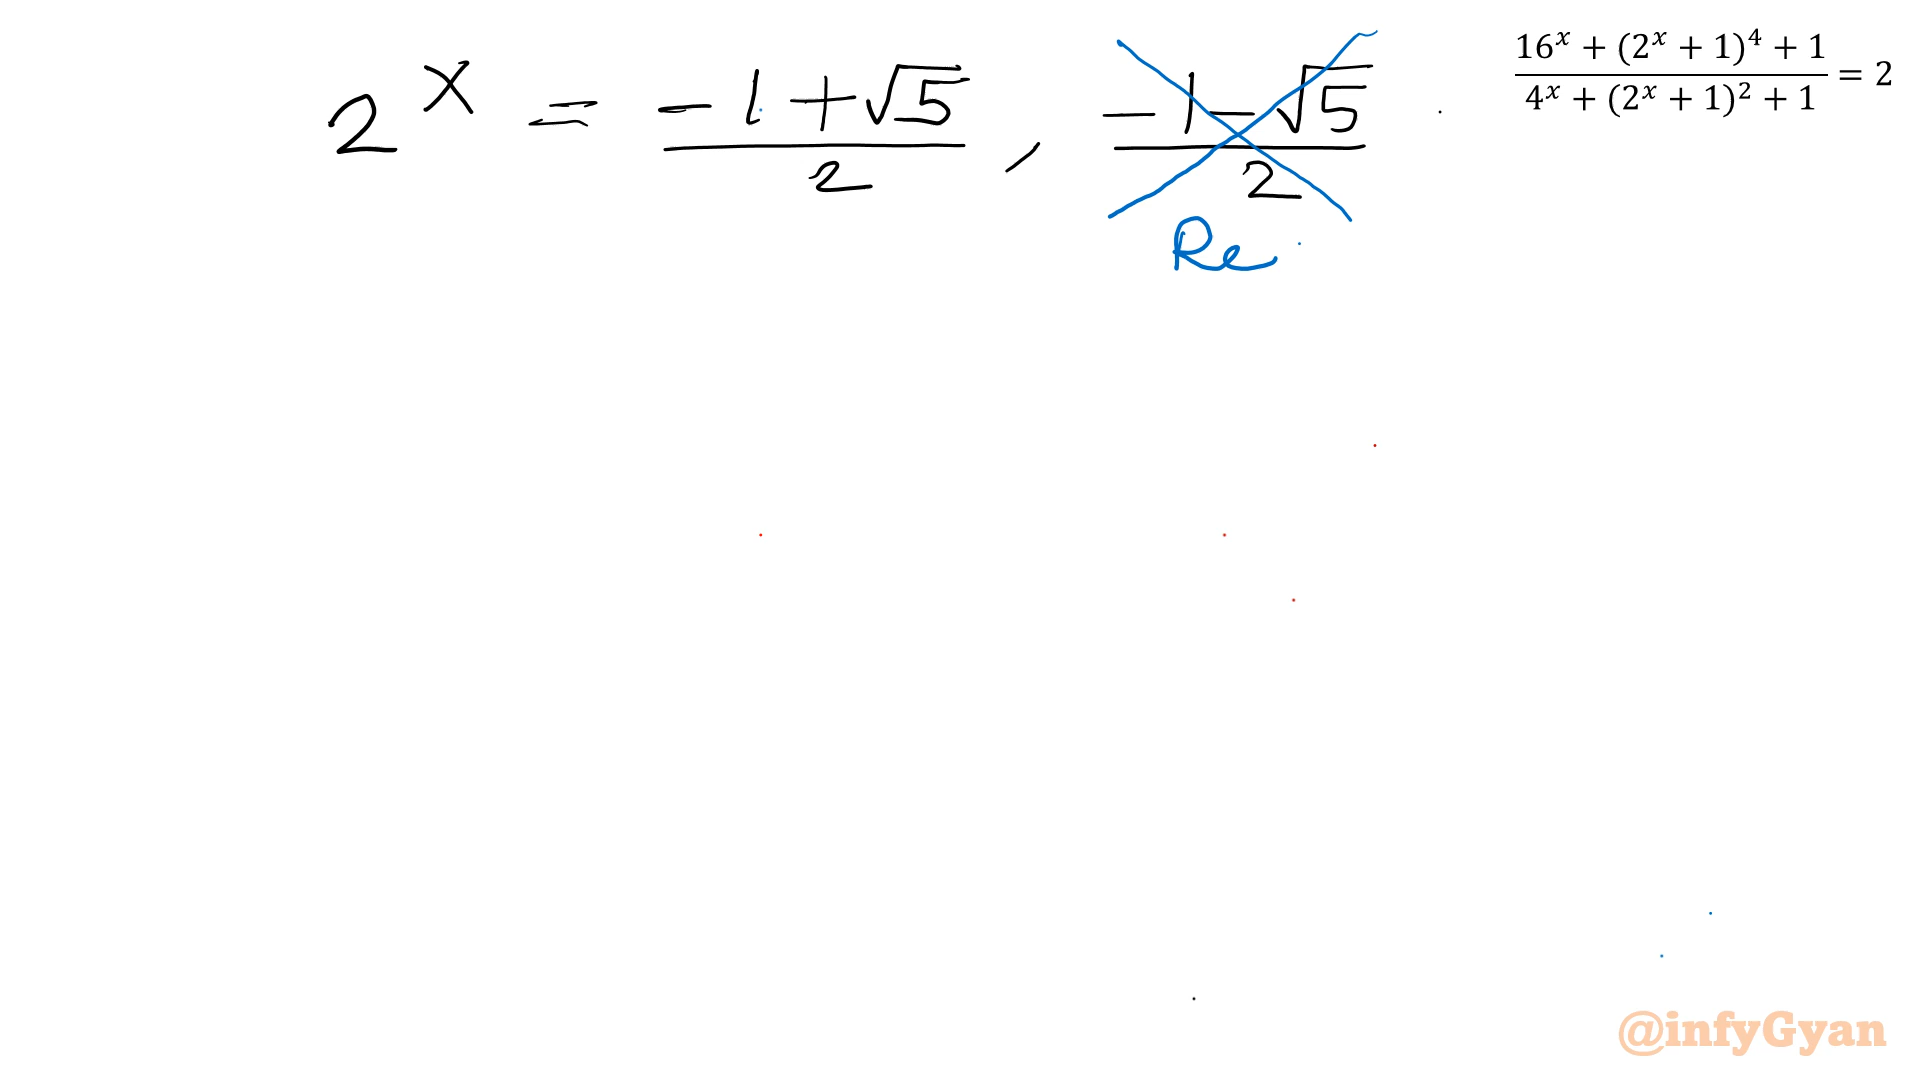 2^x = (-1+√5)/2 , (-1-√5)/2
Re
(16^x + (2^x + 1)^4 + 1)/(4^x + (2^x + 1)^2 + 1) = 2
@infyGyan